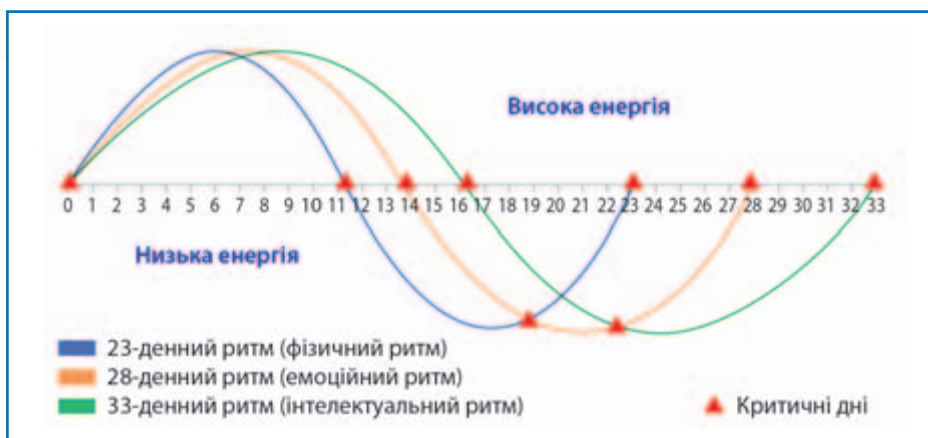 Висока енергія
0 1 2 3 4 5 6 7 8 9 10 11 12 13 14 15 16 17 18 19 20 21 22 23 24 25 26 27 28 29 30 31 32 33
Низька енергія
23-денний ритм (фізичний ритм)
28-денний ритм (емоційний ритм)
33-денний ритм (інтелектуальний ритм)
Критичні дні